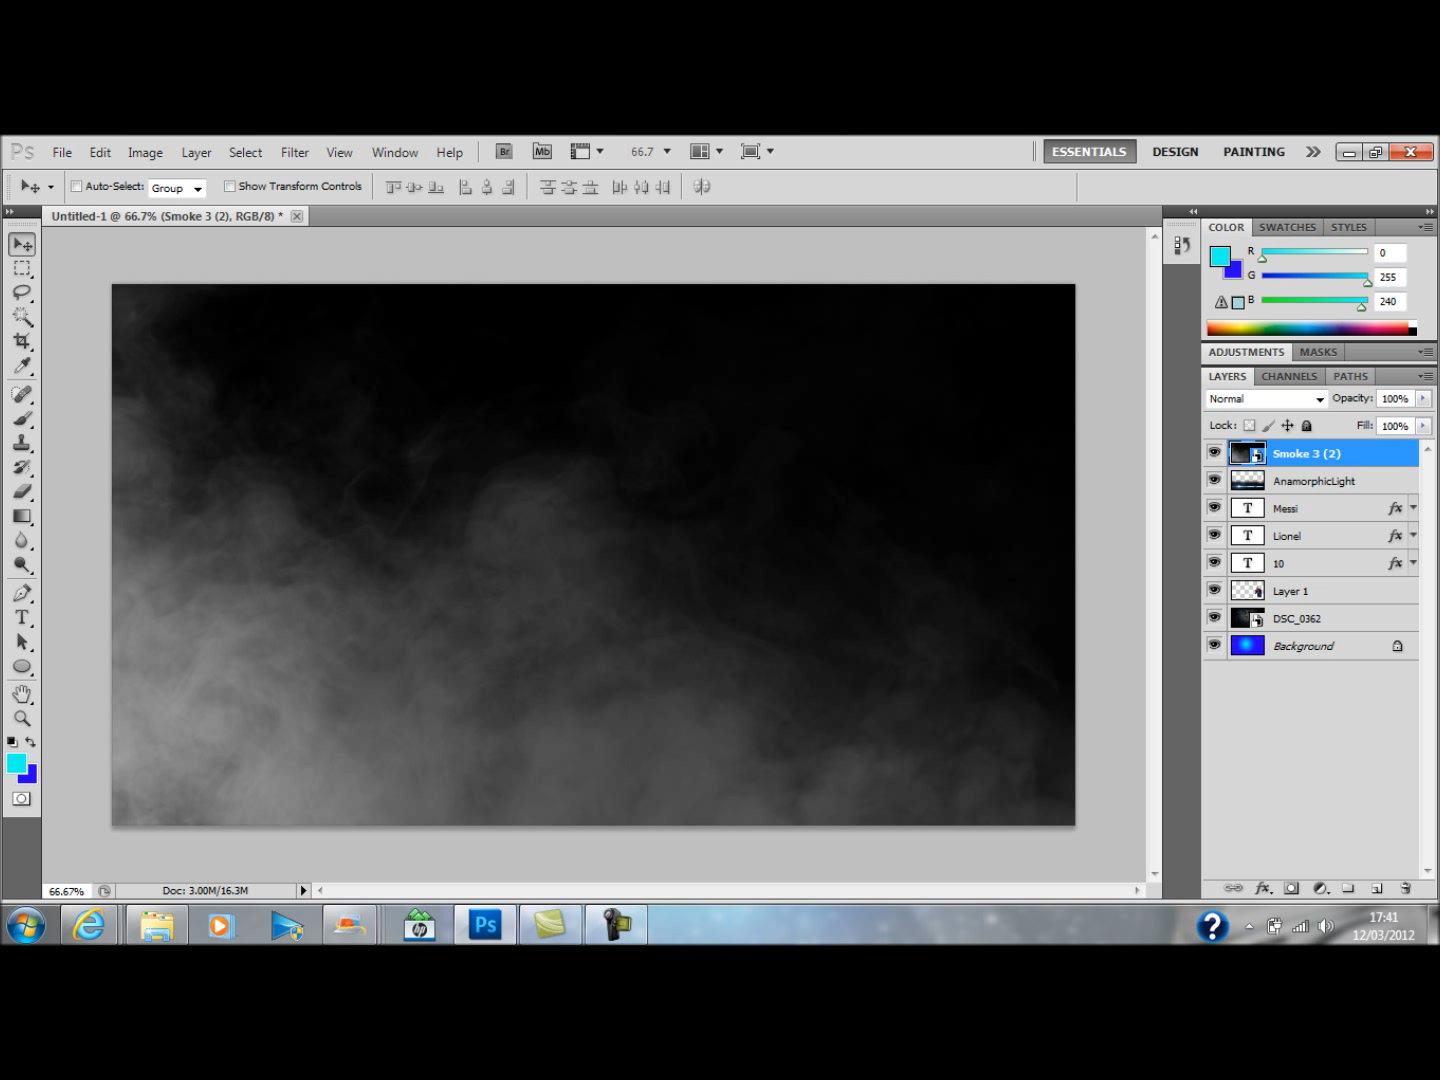 Ps File Edit Image Layer Select Filter View Window Help Br Mb 66.7 ESSENTIALS DESIGN PAINTING
Auto-Select: Group Show Transform Controls
Untitled-1 @ 66.7% (Smoke 3 (2), RGB/8) *
COLOR SWATCHES STYLES
R 0
G 255
B 240
ADJUSTMENTS MASKS
LAYERS CHANNELS PATHS
Normal Opacity: 100%
Lock: Fill: 100%
Smoke 3 (2)
AnamorphicLight
T Messi fx
T Lionel fx
T 10 fx
Layer 1
DSC_0362
Background
66.67% Doc: 3.00M/16.3M
fx
hp Ps ? 17:41
12/03/2012